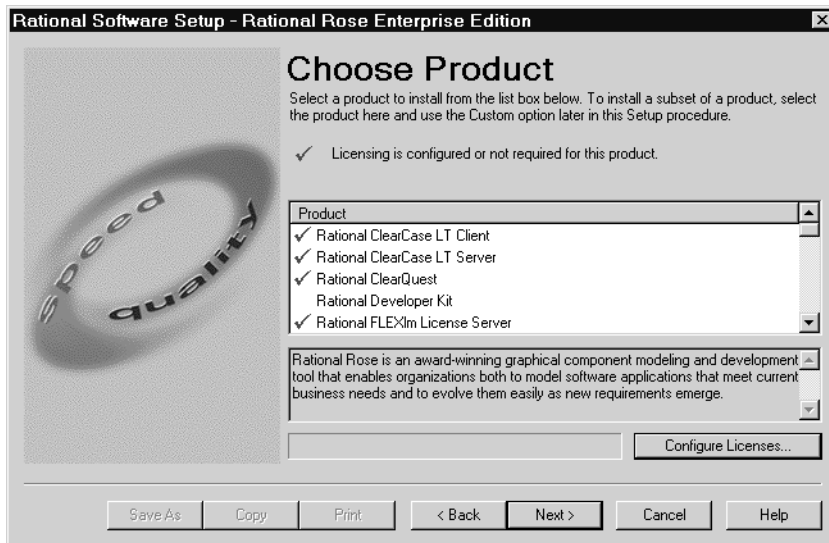 Rational Software Setup - Rational Rose Enterprise Edition
Choose Product
Select a product to install from the list box below. To install a subset of a product, select
the product here and use the Custom option later in this Setup procedure.
Licensing is configured or not required for this product.
speed
quality
Product
Rational ClearCase LT Client
Rational ClearCase LT Server
Rational ClearQuest
Rational Developer Kit
Rational FLEXlm License Server
Rational Rose is an award-winning graphical component modeling and development
tool that enables organizations both to model software applications that meet current
business needs and to evolve them easily as new requirements emerge.
Configure Licenses...
Save As
Copy
Print
< Back
Next >
Cancel
Help